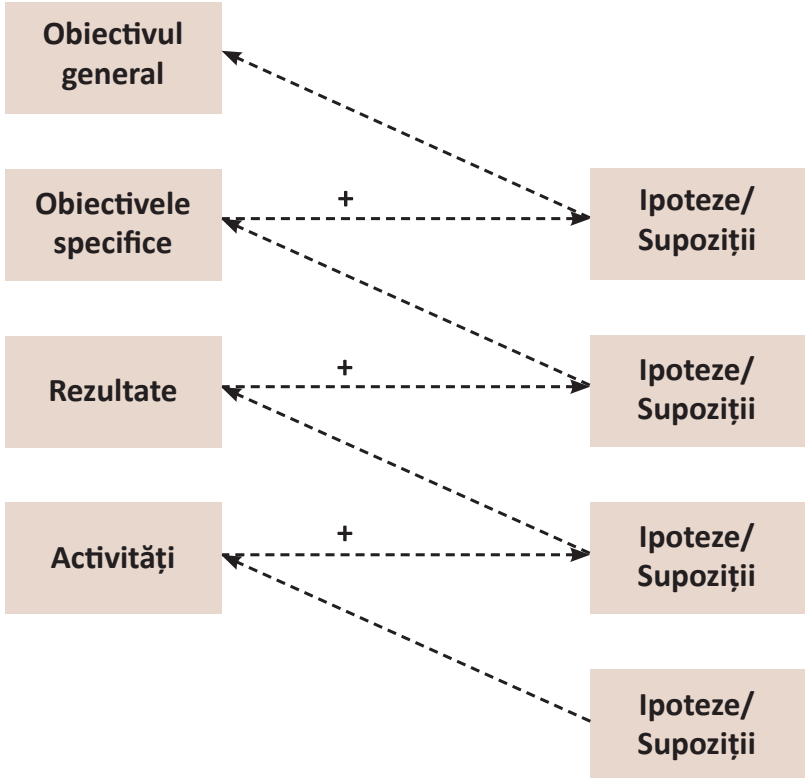 Obiectivul
general
Obiectivele
specifice
+
Ipoteze/
Supoziții
Rezultate
+
Ipoteze/
Supoziții
Activități
+
Ipoteze/
Supoziții
Ipoteze/
Supoziții